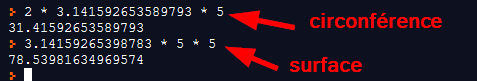 > 2 * 3.141592653589793 * 5 circonférence
31.41592653589793
> 3.14159265398783 * 5 * 5
78.53981634969574 surface
>